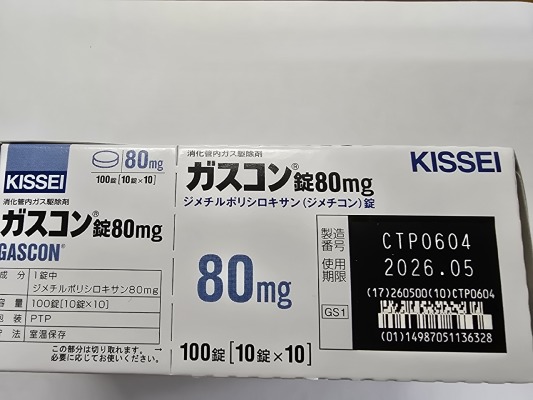 KISSEI
80mg
100錠[10錠×10]
消化管内ガス駆除剤
ガスコン®錠80mg
GASCON®
成分 1錠中
ジメチルポリシロキサン80mg
容量 100錠[10錠×10]
包装 PTP
貯法 室温保存
この部分は切り取れます。→
必要に応じてお使いください。
消化管内ガス駆除剤
ガスコン®錠80mg
ジメチルポリシロキサン(ジメチコン)錠
80mg
100錠[10錠×10]
KISSEI
製造番号 CTP0604
使用期限 2026.05
(17)260500(10)CTP0604
GS1
(01)14987051136328